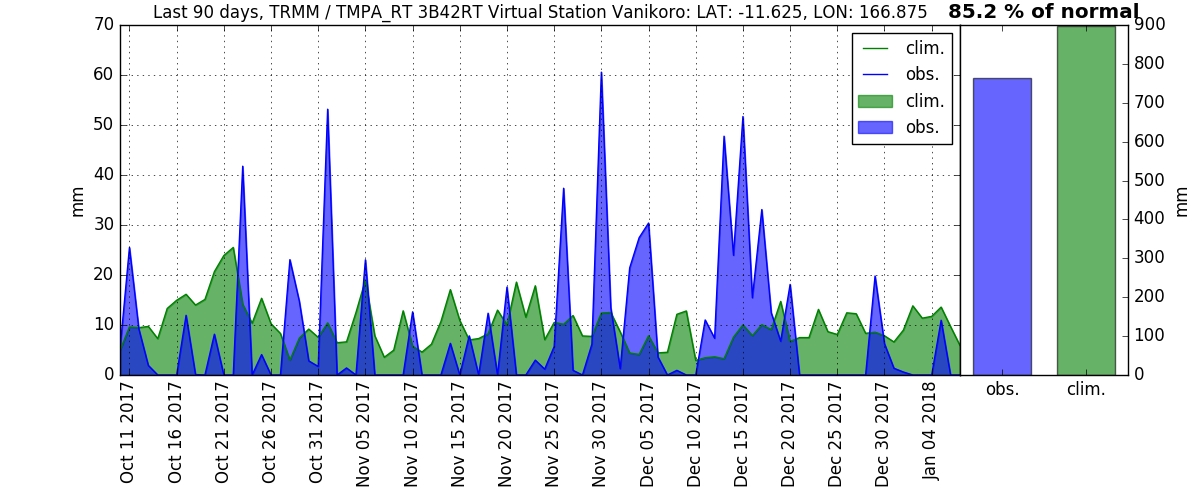 Last 90 days, TRMM / TMPA_RT 3B42RT Virtual Station Vanikoro: LAT: -11.625, LON: 166.875
85.2 % of normal
70
60
50
40
30
20
10
0
mm
clim.
obs.
clim.
obs.
900
800
700
600
500
400
300
200
100
0
mm
Oct 11 2017
Oct 16 2017
Oct 21 2017
Oct 26 2017
Oct 31 2017
Nov 05 2017
Nov 10 2017
Nov 15 2017
Nov 20 2017
Nov 25 2017
Nov 30 2017
Dec 05 2017
Dec 10 2017
Dec 15 2017
Dec 20 2017
Dec 25 2017
Dec 30 2017
Jan 04 2018
obs.
clim.